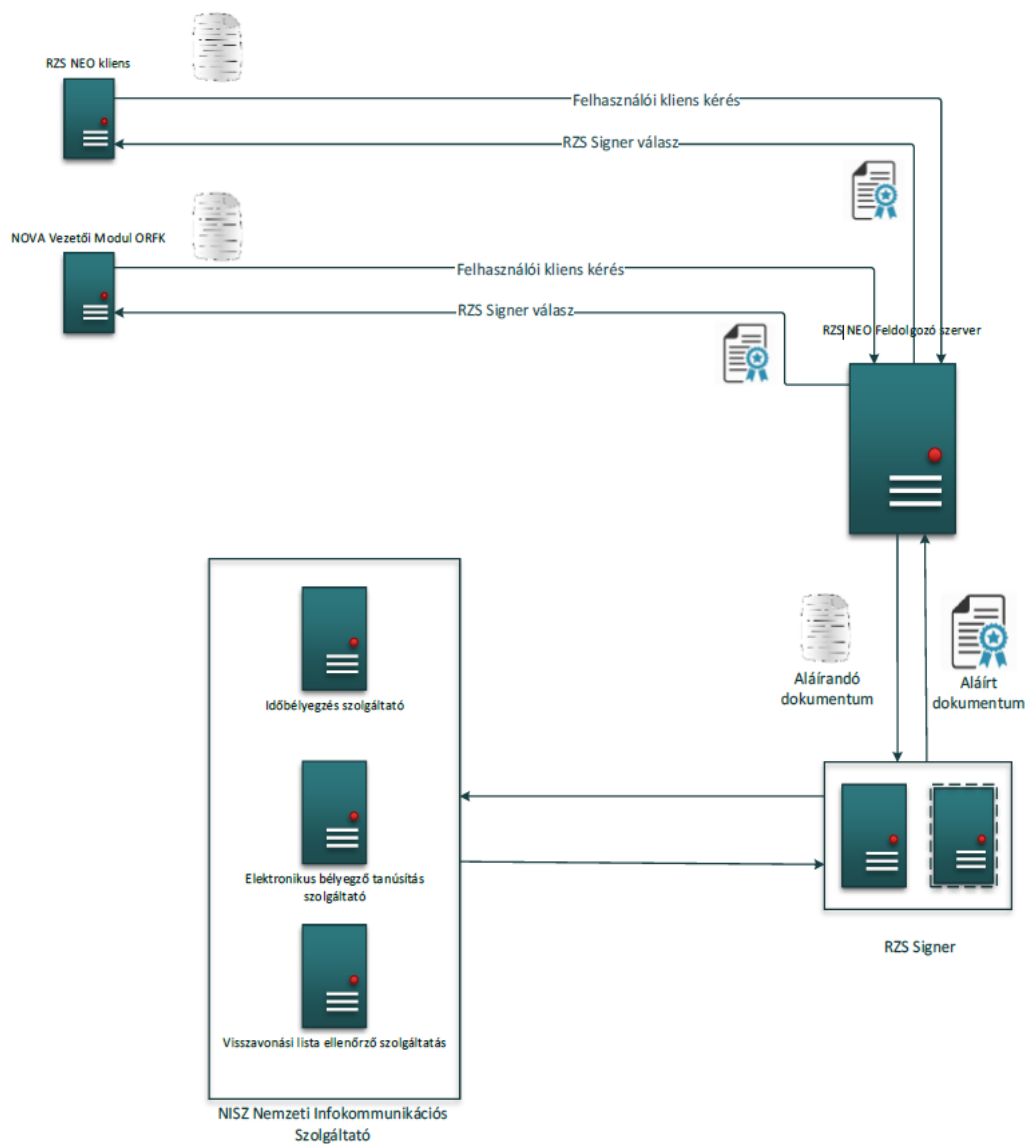 RZS NEO kliens
Felhasználói kliens kérés
RZS Signer válasz
NOVA Vezetői Modul ORFK
Felhasználói kliens kérés
RZS Signer válasz
RZS NEO Feldolgozó szerver
Időbélyegzés szolgáltató
Aláírandó
dokumentum
Aláírt
dokumentum
Elektronikus bélyegző tanúsítás
szolgáltató
RZS Signer
Visszavonási lista ellenőrző szolgáltatás
NISZ Nemzeti Infokommunikációs
Szolgáltató